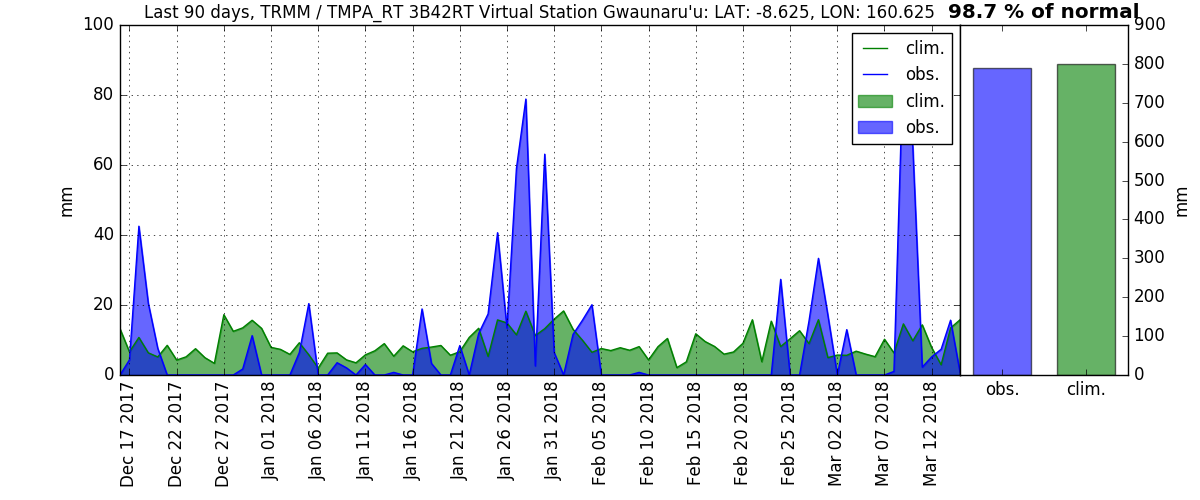 Last 90 days, TRMM / TMPA_RT 3B42RT Virtual Station Gwaunaru'u: LAT: -8.625, LON: 160.625 98.7 % of normal
100
80
60
40
20
0
mm
clim.
obs.
clim.
obs.
900
800
700
600
500
400
300
200
100
0
mm
Dec 17 2017
Dec 22 2017
Dec 27 2017
Jan 01 2018
Jan 06 2018
Jan 11 2018
Jan 16 2018
Jan 21 2018
Jan 26 2018
Jan 31 2018
Feb 05 2018
Feb 10 2018
Feb 15 2018
Feb 20 2018
Feb 25 2018
Mar 02 2018
Mar 07 2018
Mar 12 2018
obs.
clim.